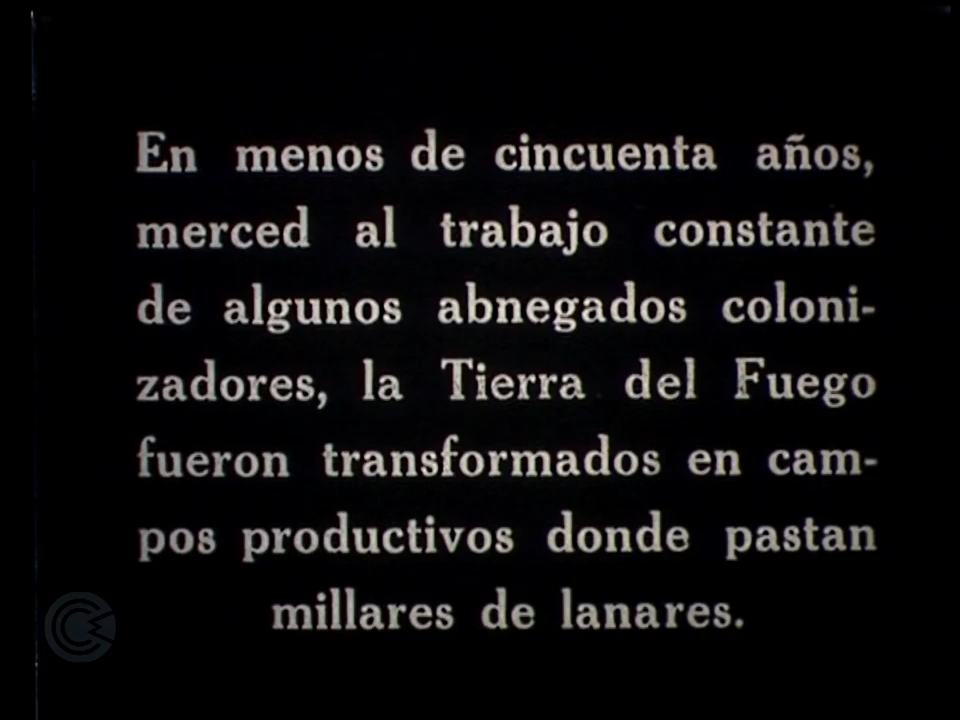 En menos de cincuenta años,
merced al trabajo constante
de algunos abnegados coloni-
zadores, la Tierra del Fuego
fueron transformados en cam-
pos productivos donde pastan
millares de lanares.